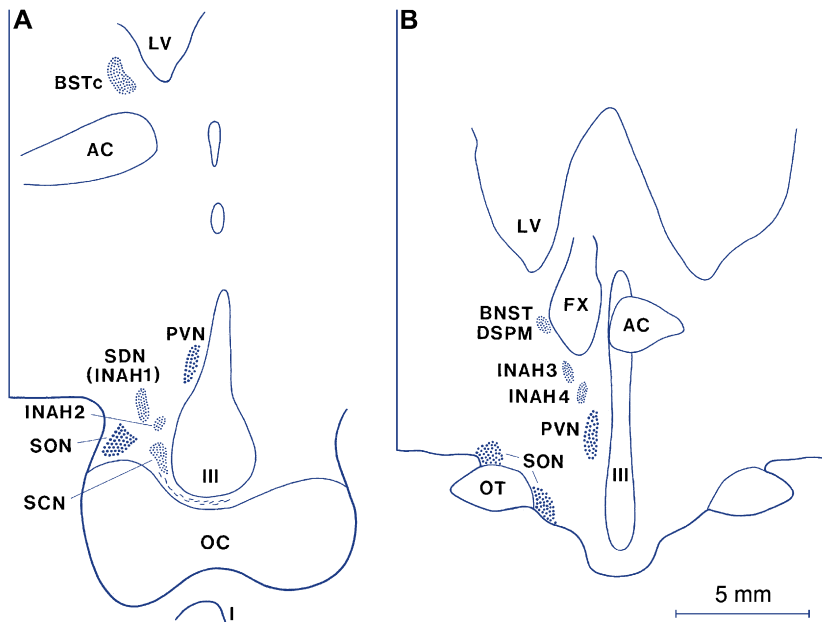 A
LV
BSTc
AC
PVN
SDN
(INAH1)
INAH2
SON
SCN
III
OC
I
B
LV
FX
BNST
DSPM
AC
INAH3
INAH4
PVN
SON
OT
III
5 mm